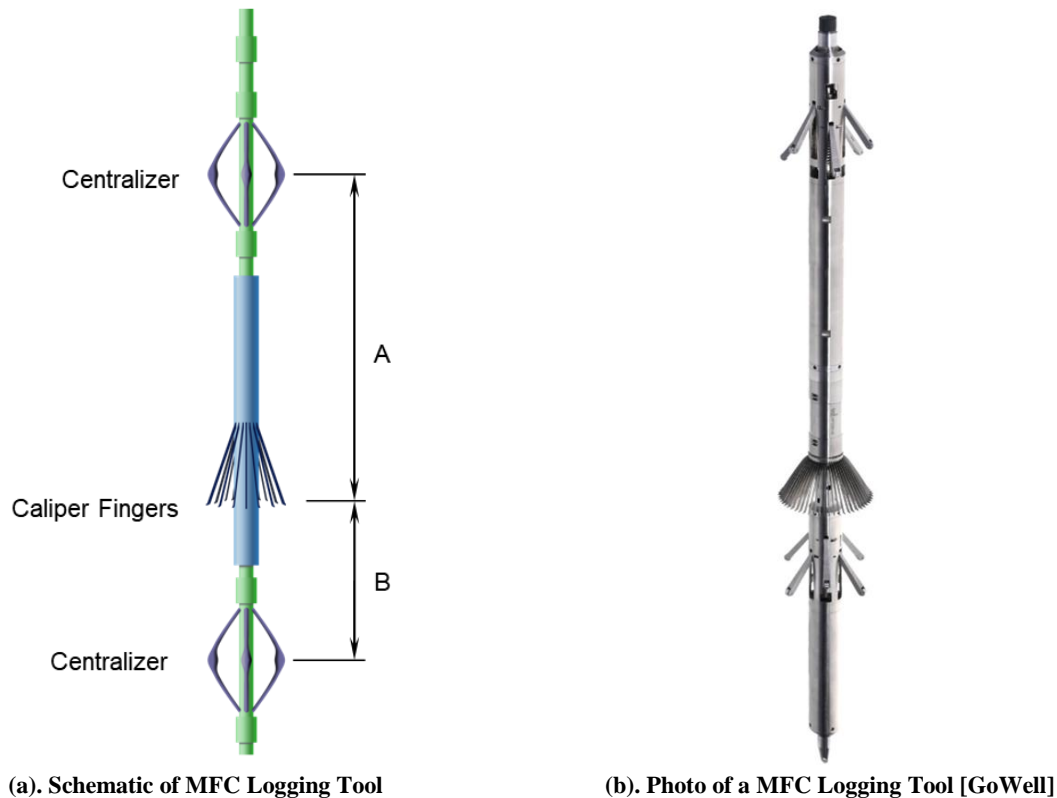 Centralizer
A
Caliper Fingers
B
Centralizer
(a). Schematic of MFC Logging Tool
(b). Photo of a MFC Logging Tool [GoWell]